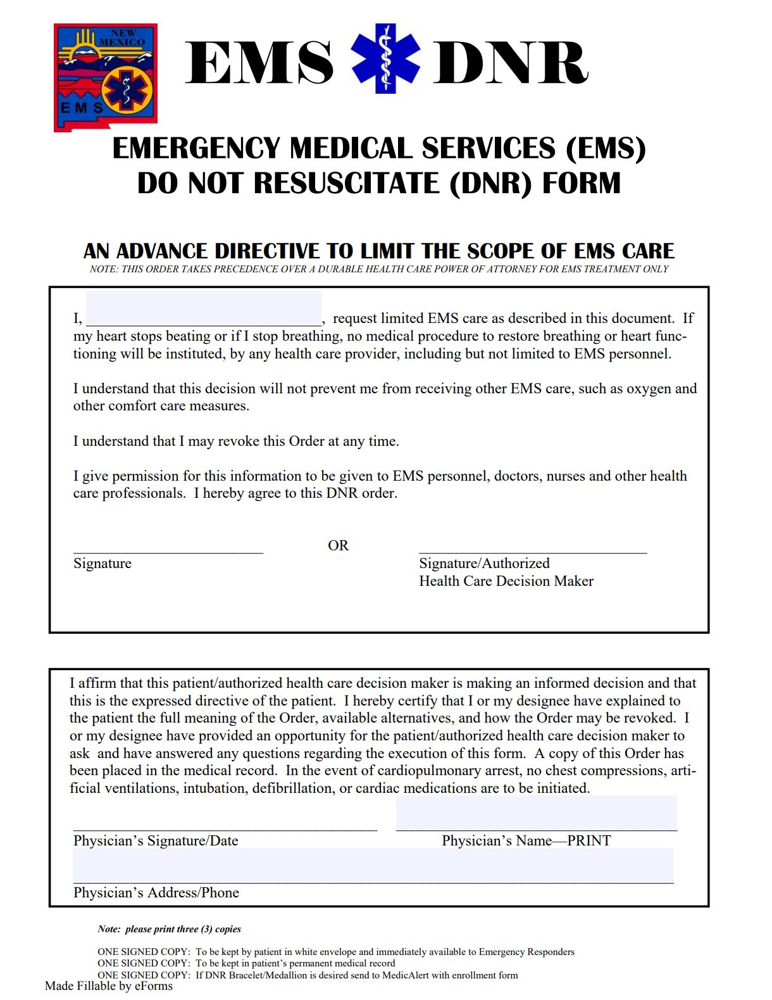 NEW
MEXICO
EMS
EMS DNR
EMERGENCY MEDICAL SERVICES (EMS)
DO NOT RESUSCITATE (DNR) FORM
AN ADVANCE DIRECTIVE TO LIMIT THE SCOPE OF EMS CARE
NOTE: THIS ORDER TAKES PRECEDENCE OVER A DURABLE HEALTH CARE POWER OF ATTORNEY FOR EMS TREATMENT ONLY
I, _______________________________, request limited EMS care as described in this document. If
my heart stops beating or if I stop breathing, no medical procedure to restore breathing or heart func-
tioning will be instituted, by any health care provider, including but not limited to EMS personnel.
I understand that this decision will not prevent me from receiving other EMS care, such as oxygen and
other comfort care measures.
I understand that I may revoke this Order at any time.
I give permission for this information to be given to EMS personnel, doctors, nurses and other health
care professionals. I hereby agree to this DNR order.
_________________________ OR ______________________________
Signature Signature/Authorized
Health Care Decision Maker
I affirm that this patient/authorized health care decision maker is making an informed decision and that
this is the expressed directive of the patient. I hereby certify that I or my designee have explained to
the patient the full meaning of the Order, available alternatives, and how the Order may be revoked. I
or my designee have provided an opportunity for the patient/authorized health care decision maker to
ask and have answered any questions regarding the execution of this form. A copy of this Order has
been placed in the medical record. In the event of cardiopulmonary arrest, no chest compressions, arti-
ficial ventilations, intubation, defibrillation, or cardiac medications are to be initiated.
________________________________________ _____________________________________
Physician's Signature/Date Physician's Name—PRINT
_______________________________________________________________________________
Physician's Address/Phone
Note: please print three (3) copies
ONE SIGNED COPY: To be kept by patient in white envelope and immediately available to Emergency Responders
ONE SIGNED COPY: To be kept in patient's permanent medical record
ONE SIGNED COPY: If DNR Bracelet/Medallion is desired send to MedicAlert with enrollment form
Made Fillable by eForms